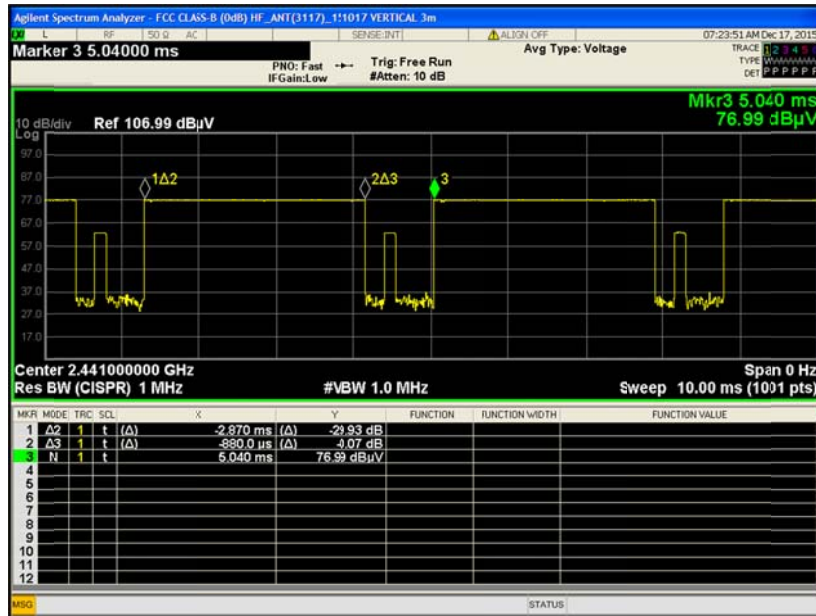 Agilent Spectrum Analyzer - FCC CLASS-B (0dB) HF_ANT(3117)_151017 VERTICAL 3m
LXI L RF 50 Ω AC SENSE:INT ALIGN OFF 07:23:51 AM Dec 17, 2015
Marker 3 5.04000 ms
PNO: Fast
IFGain:Low
Trig: Free Run
#Atten: 10 dB
Avg Type: Voltage
TRACE 1 2 3 4 5 6
TYPE
DET P P P P P P
Mkr3 5.040 ms
76.99 dBµV
10 dB/div
Log
Ref 106.99 dBµV
97.0
87.0
77.0
67.0
57.0
47.0
37.0
27.0
17.0
1Δ2
2Δ3
3
Center 2.441000000 GHz
Res BW (CISPR) 1 MHz
#VBW 1.0 MHz
Span 0 Hz
Sweep 10.00 ms (1001 pts)
MKR MODE TRC SCL X Y FUNCTION FUNCTION WIDTH FUNCTION VALUE
1 Δ2 1 t (Δ) -2.870 ms (Δ) -29.93 dB
2 Δ3 1 t (Δ) -880.0 µs (Δ) -0.07 dB
3 N 1 t 5.040 ms 76.99 dBµV
4
5
6
7
8
9
10
11
12
MSG STATUS